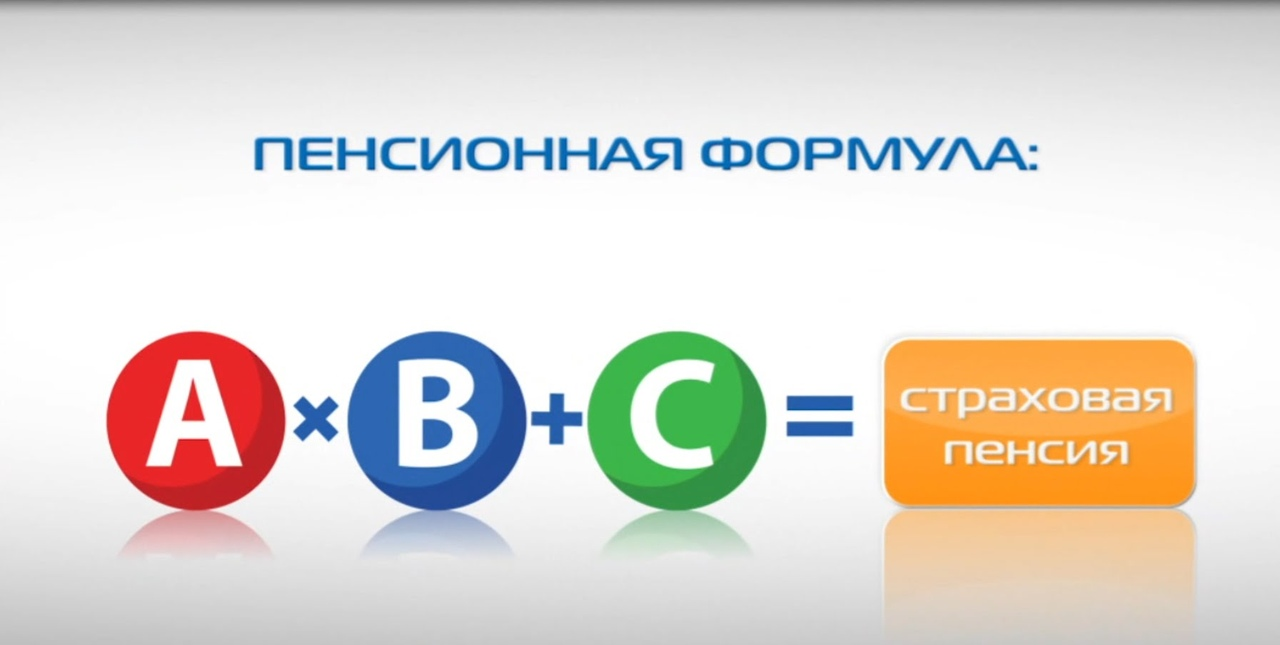 ПЕНСИОННАЯ ФОРМУЛА:
A × B + C = страховая
пенсия